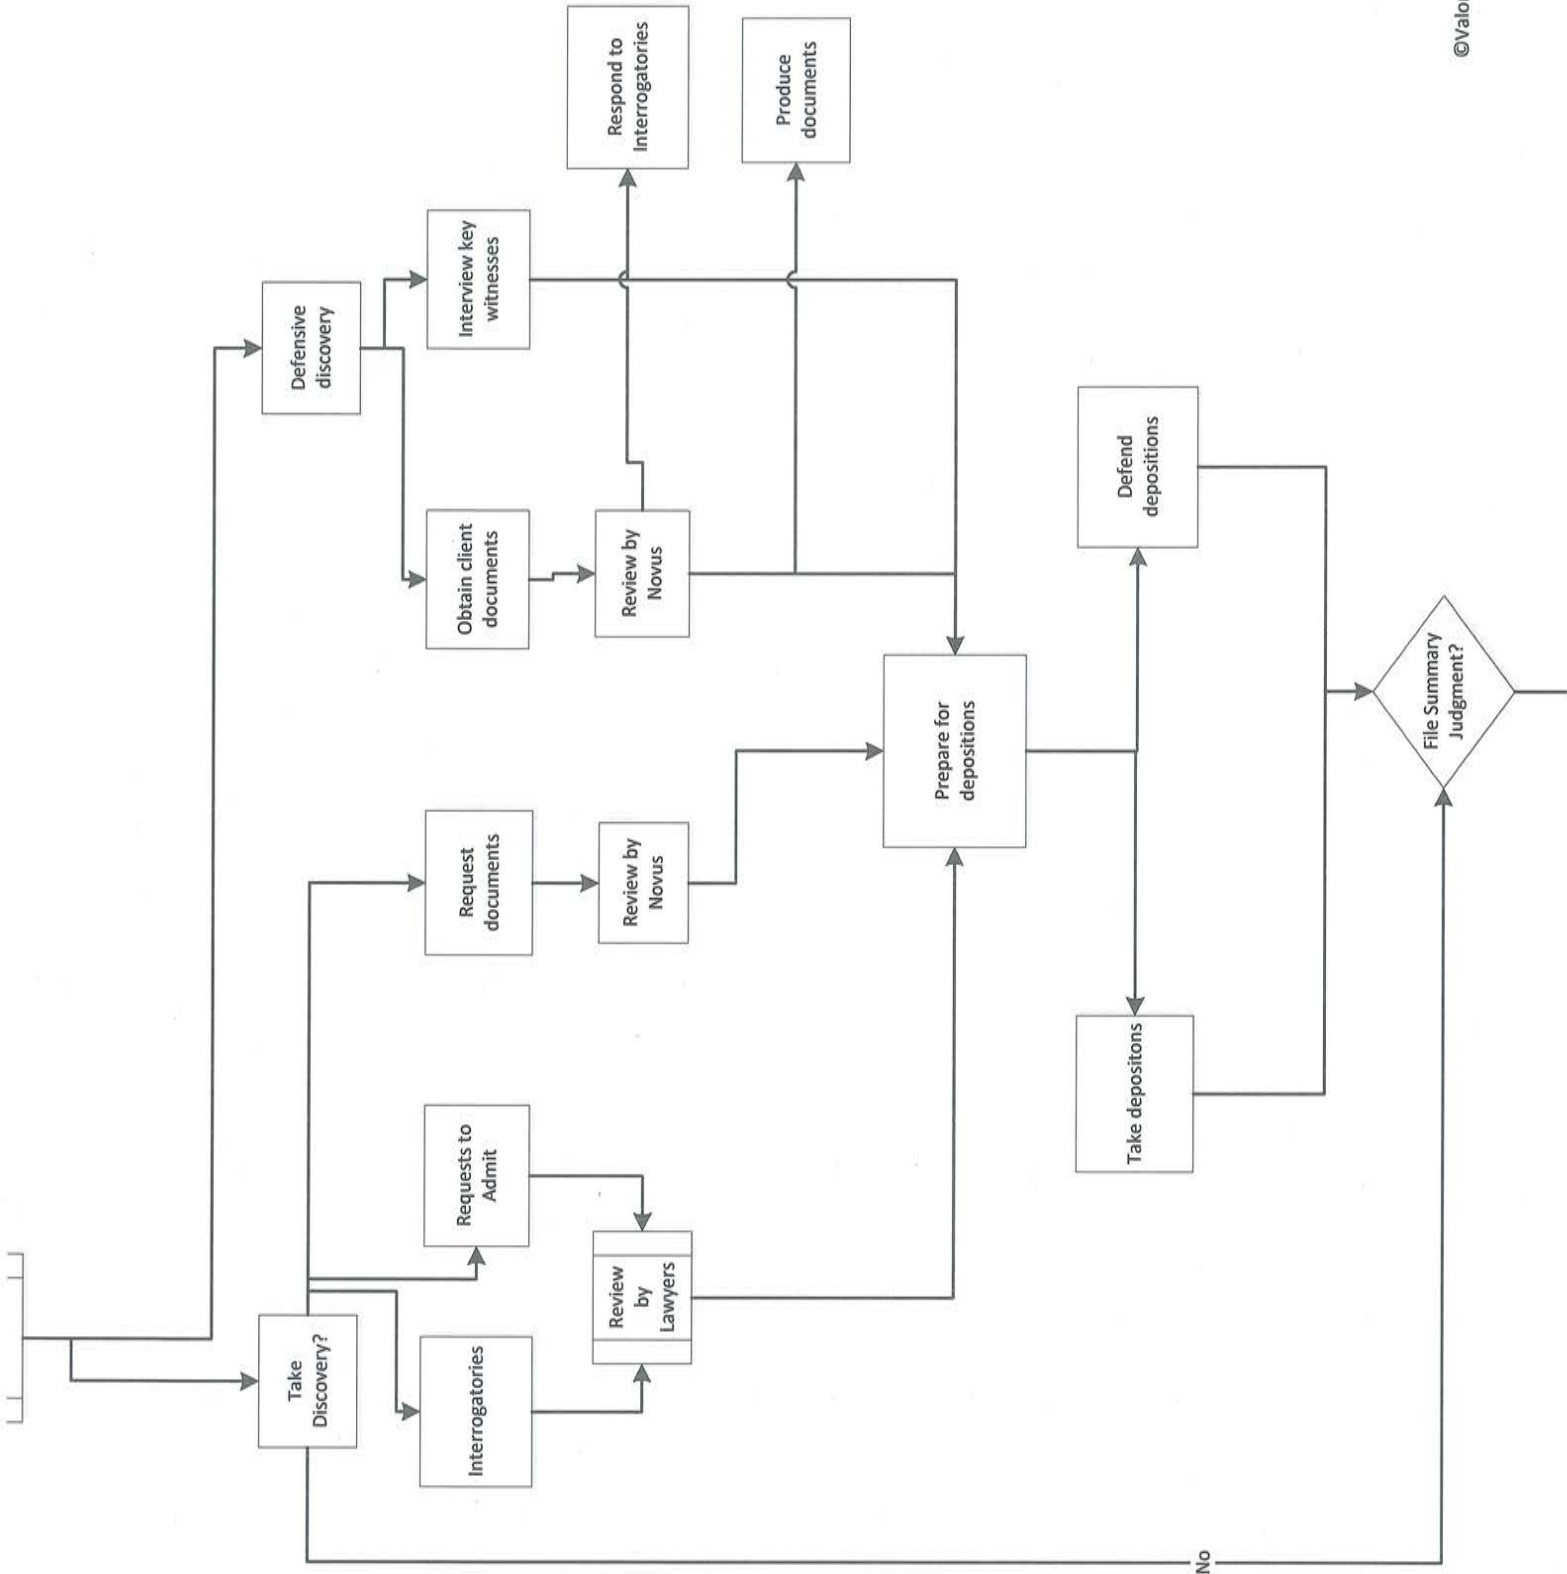 Take
Discovery?
Defensive
discovery
Interrogatories
Requests to
Admit
Request
documents
Obtain client
documents
Interview key
witnesses
Review
by
Lawyers
Review by
Novus
Review by
Novus
Respond to
Interrogatories
Produce
documents
Prepare for
depositions
Take depositons
Defend
depositions
No
File Summary
Judgment?